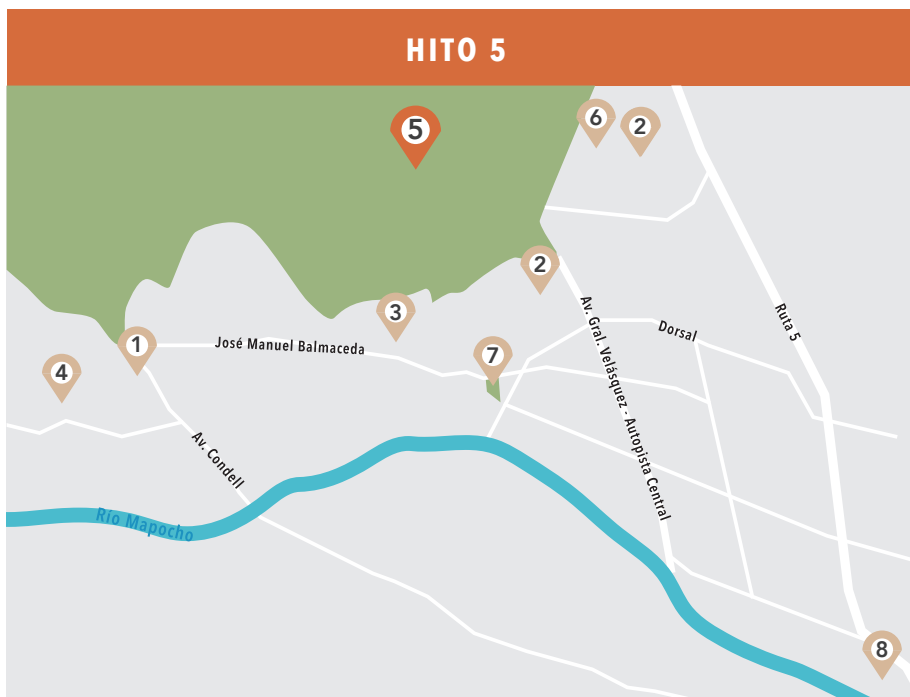 HITO 5
5
6
2
2
3
1
4
7
8
José Manuel Balmaceda
Dorsal
Ruta 5
Av. Gral. Velásquez - Autopista Central
Av. Condell
Río Mapocho